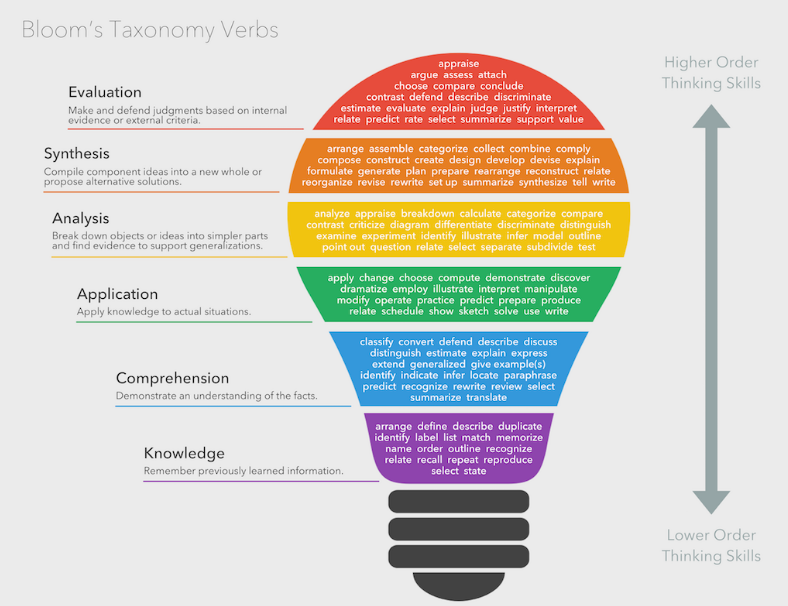 Bloom's Taxonomy Verbs
Evaluation
Make and defend judgments based on internal
evidence or external criteria.
appraise
argue assess attach
choose compare conclude
contrast defend describe discriminate
estimate evaluate explain judge justify interpret
relate predict rate select summarize support value
Synthesis
Compile component ideas into a new whole or
propose alternative solutions.
arrange assemble categorize collect combine comply
compose construct create design develop devise explain
formulate generate plan prepare rearrange reconstruct relate
reorganize revise rewrite set up summarize synthesize tell write
Analysis
Break down objects or ideas into simpler parts
and find evidence to support generalizations.
analyze appraise breakdown calculate categorize compare
contrast criticize diagram differentiate discriminate distinguish
examine experiment identify illustrate infer model outline
point out question relate select separate subdivide test
Application
Apply knowledge to actual situations.
apply change choose compute demonstrate discover
dramatize employ illustrate interpret manipulate
modify operate practice predict prepare produce
relate schedule show sketch solve use write
Comprehension
Demonstrate an understanding of the facts.
classify convert defend describe discuss
distinguish estimate explain express
extend generalized give example(s)
identify indicate infer locate paraphrase
predict recognize rewrite review select
summarize translate
Knowledge
Remember previously learned information.
arrange define describe duplicate
identify label list match memorize
name order outline recognize
relate recall repeat reproduce
select state
Higher Order
Thinking Skills
Lower Order
Thinking Skills